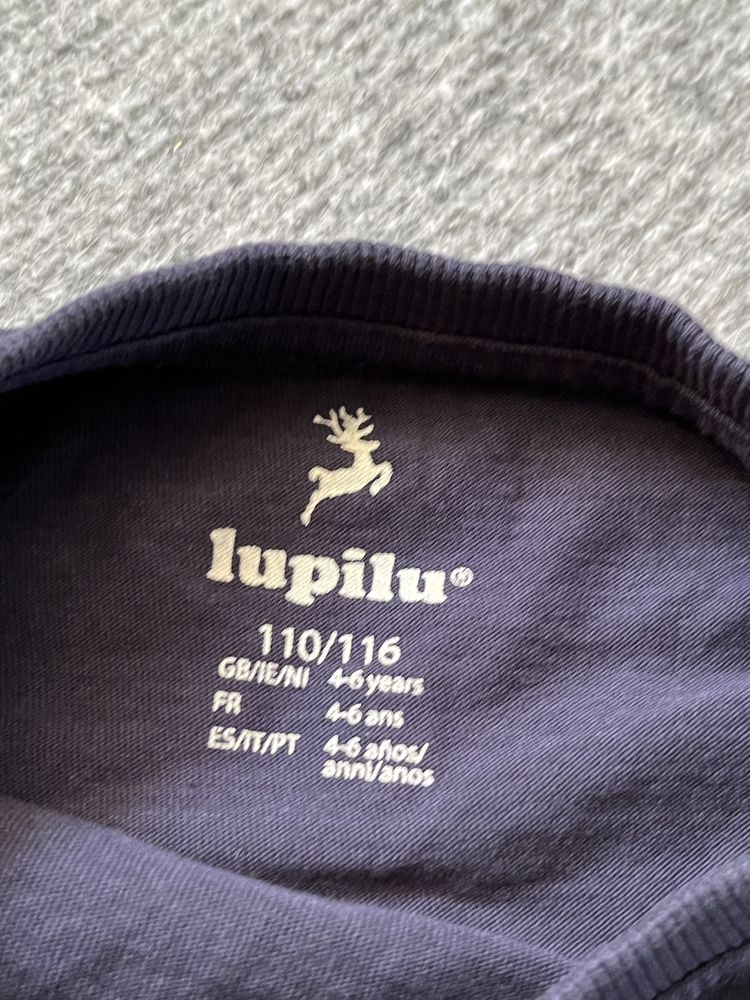 lupilu®
110/116
GB/IE/NI 4-6 years
FR 4-6 ans
ES/IT/PT 4-6 años/
anni/anos